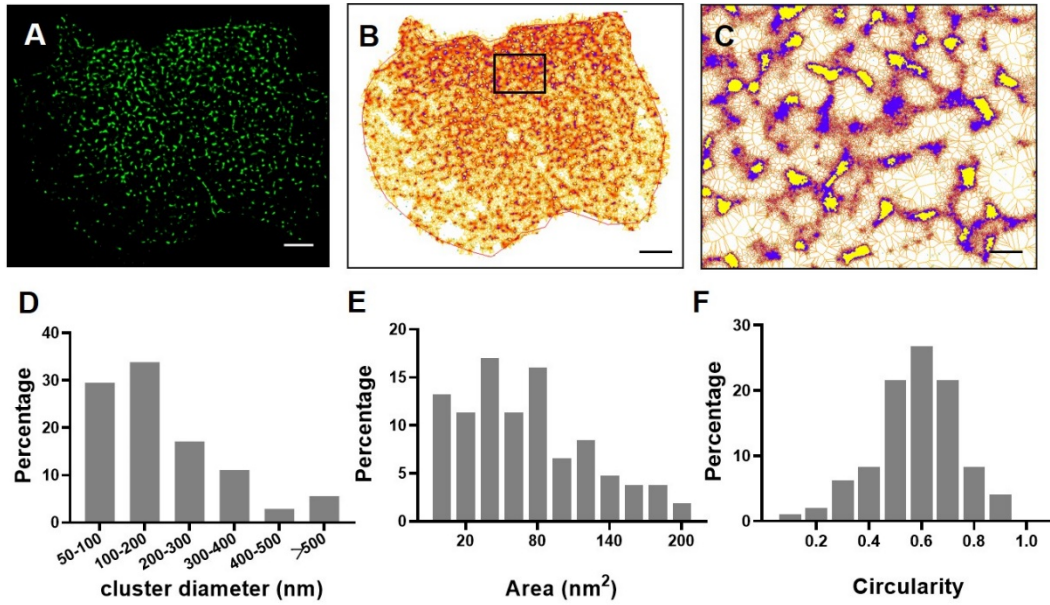 A
B
C
D
40
30
20
10
0
Percentage
50-100
100-200
200-300
300-400
400-500
>500
cluster diameter (nm)
E
20
15
10
5
0
Percentage
20
80
140
200
Area (nm²)
F
30
20
10
0
Percentage
0.2
0.4
0.6
0.8
1.0
Circularity